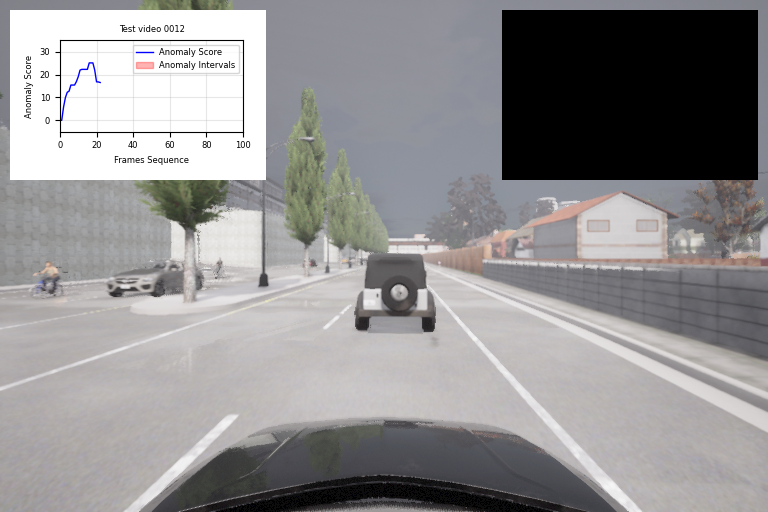 Test video 0012
Anomaly Score
Anomaly Intervals
Anomaly Score
30
20
10
0
0 20 40 60 80 100
Frames Sequence